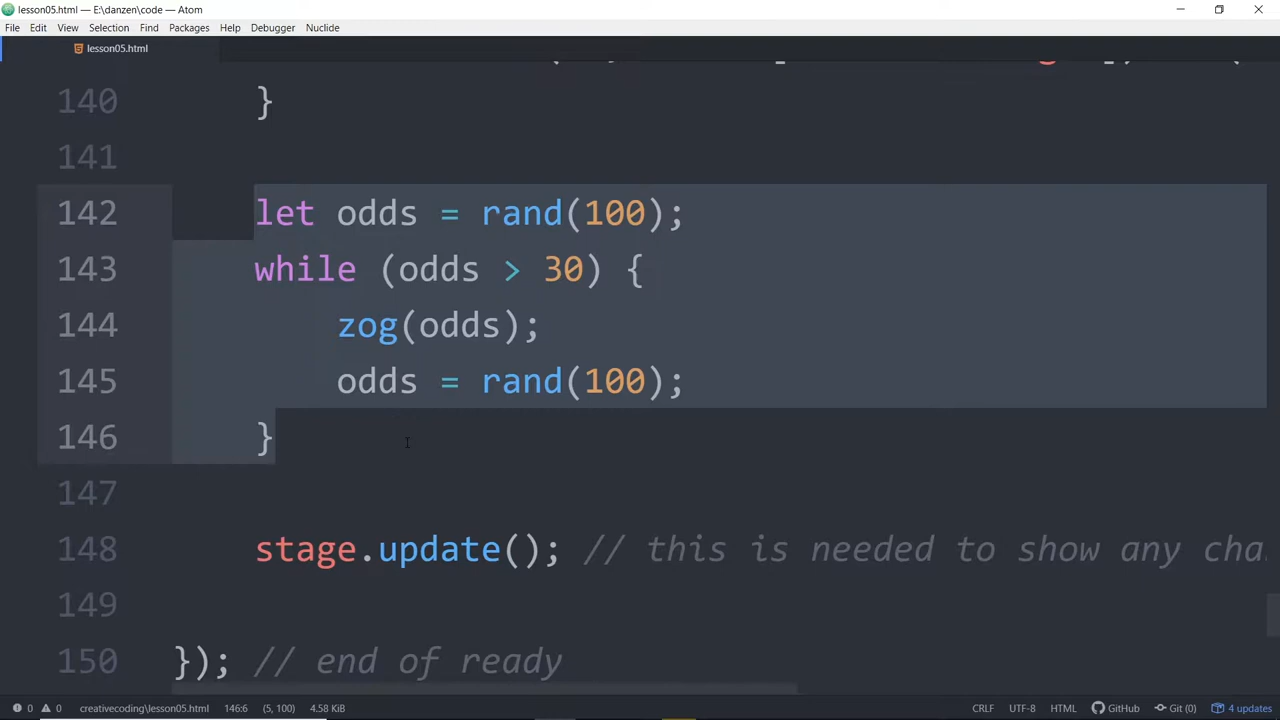 lesson05.html — E:\danzen\code — Atom
File Edit View Selection Find Packages Help Debugger Nuclide
lesson05.html
140 }
141
142 let odds = rand(100);
143 while (odds > 30) {
144 zog(odds);
145 odds = rand(100);
146 }
147
148 stage.update(); // this is needed to show any cha
149
150 }); // end of ready
0 0 creativecoding\lesson05.html 146:6 (5, 100) 4.58 KiB CRLF UTF-8 HTML GitHub Git (0) 4 updates